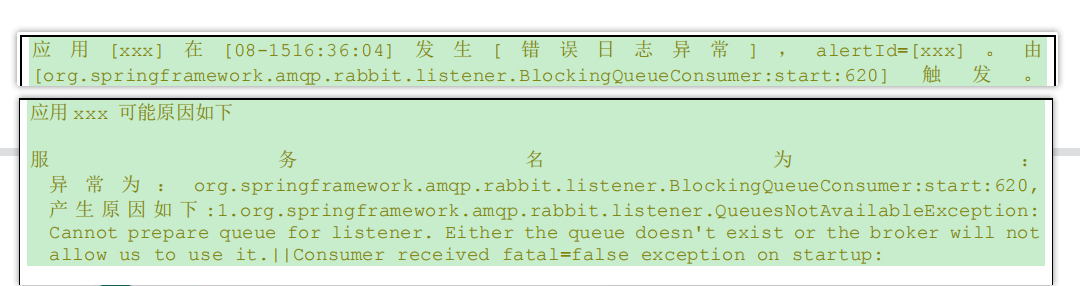 应用[xxx]在[08-1516:36:04]发生[错误日志异常],alertId=[xxx]。由
[org.springframework.amqp.rabbit.listener.BlockingQueueConsumer:start:620]触发。
应用xxx 可能原因如下
服务名为:
异常为:org.springframework.amqp.rabbit.listener.BlockingQueueConsumer:start:620,
产生原因如下:1.org.springframework.amqp.rabbit.listener.QueuesNotAvailableException:
Cannot prepare queue for listener. Either the queue doesn't exist or the broker will not
allow us to use it.||Consumer received fatal=false exception on startup: